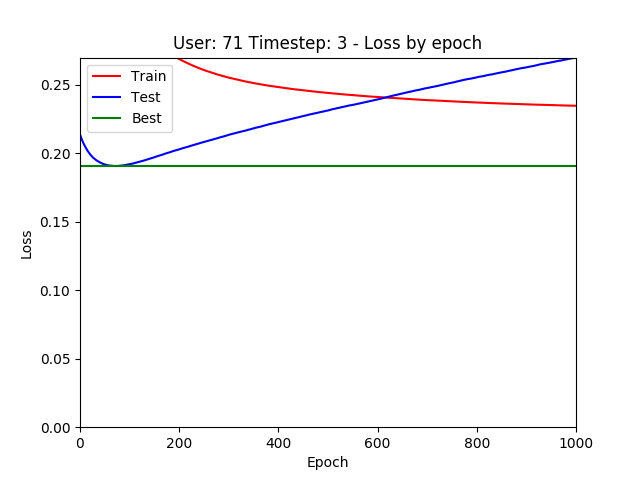 User: 71 Timestep: 3 - Loss by epoch
Train
Test
Best
0.25
0.20
0.15
0.10
0.05
0.00
Loss
0 200 400 600 800 1000
Epoch